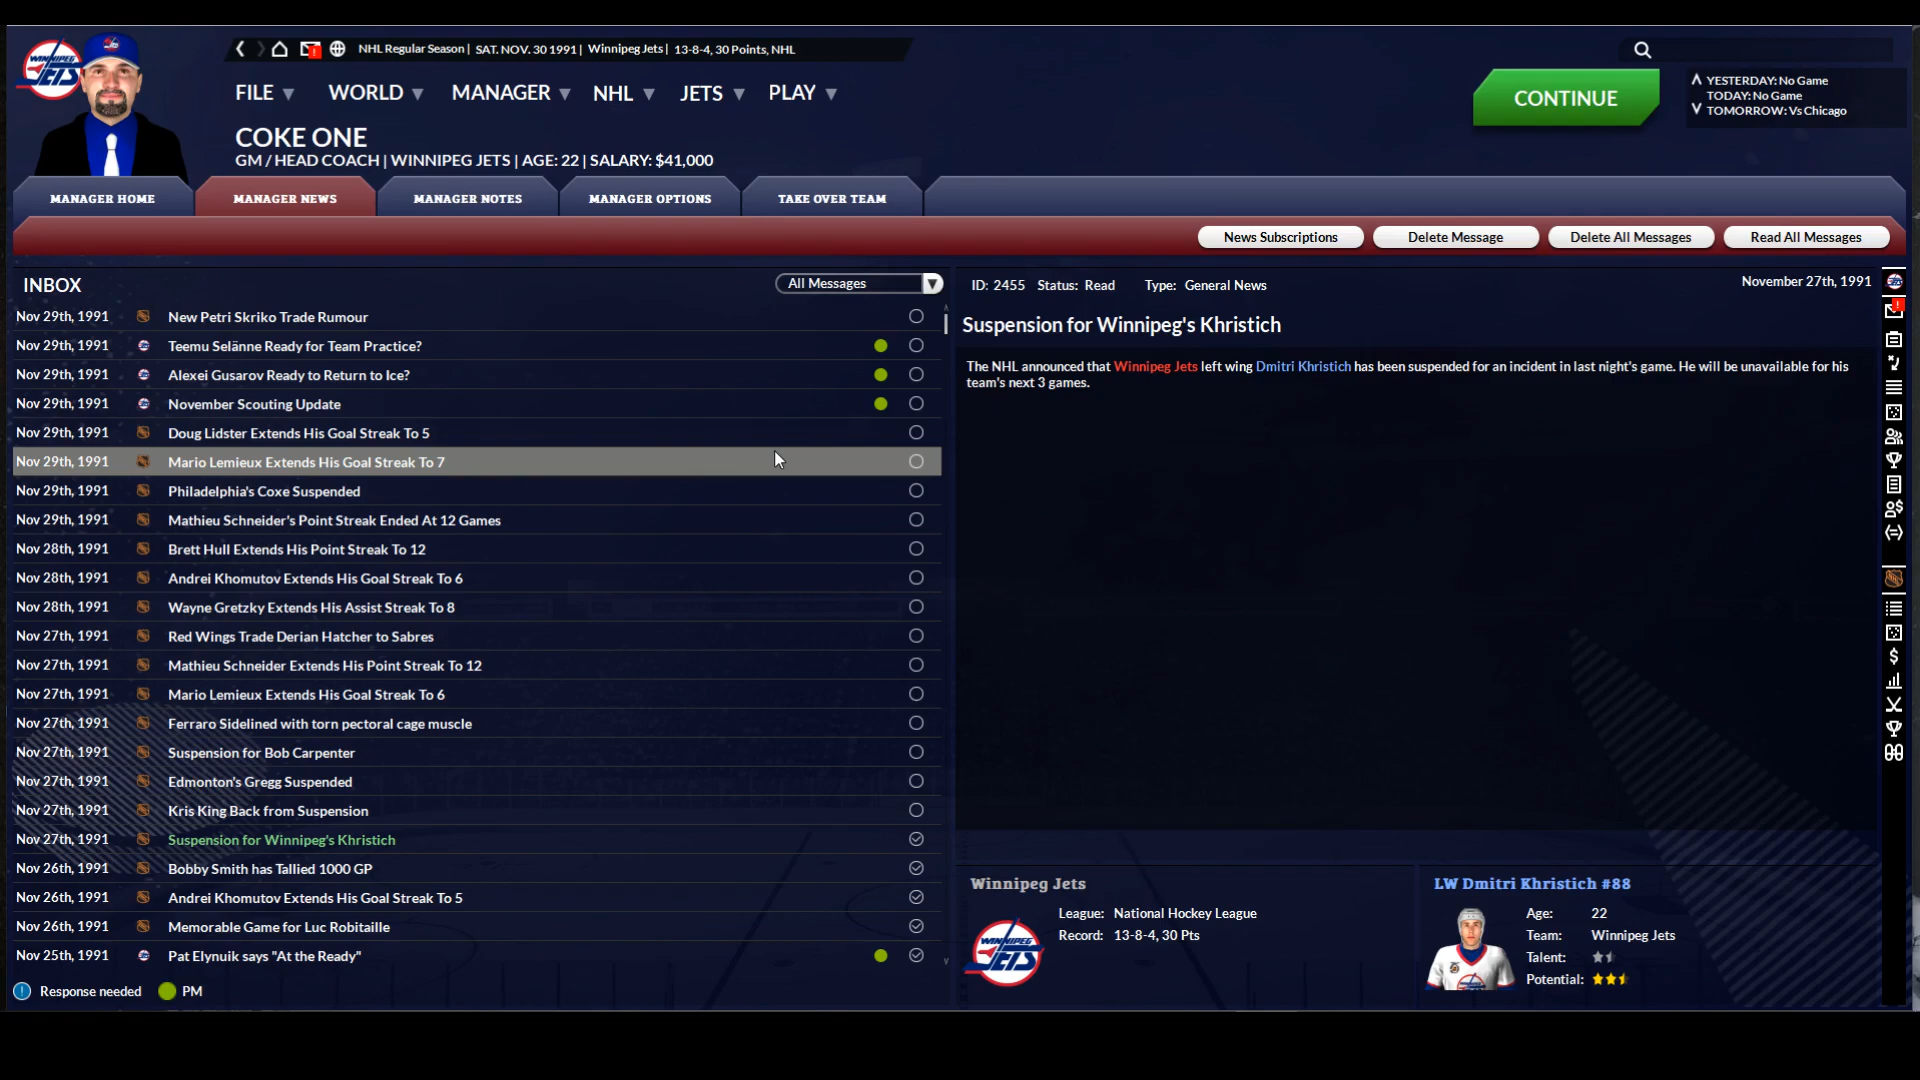 NHL Regular Season | SAT. NOV. 30 1991 | Winnipeg Jets | 13-8-4, 30 Points, NHL
FILE WORLD MANAGER NHL JETS PLAY
CONTINUE
YESTERDAY: No Game
TODAY: No Game
TOMORROW: Vs Chicago
COKE ONE
GM / HEAD COACH | WINNIPEG JETS | AGE: 22 | SALARY: $41,000
MANAGER HOME MANAGER NEWS MANAGER NOTES MANAGER OPTIONS TAKE OVER TEAM
News Subscriptions Delete Message Delete All Messages Read All Messages
INBOX All Messages
Nov 29th, 1991 New Petri Skriko Trade Rumour
Nov 29th, 1991 Teemu Selänne Ready for Team Practice?
Nov 29th, 1991 Alexei Gusarov Ready to Return to Ice?
Nov 29th, 1991 November Scouting Update
Nov 29th, 1991 Doug Lidster Extends His Goal Streak To 5
Nov 29th, 1991 Mario Lemieux Extends His Goal Streak To 7
Nov 29th, 1991 Philadelphia's Coxe Suspended
Nov 29th, 1991 Mathieu Schneider's Point Streak Ended At 12 Games
Nov 28th, 1991 Brett Hull Extends His Point Streak To 12
Nov 28th, 1991 Andrei Khomutov Extends His Goal Streak To 6
Nov 28th, 1991 Wayne Gretzky Extends His Assist Streak To 8
Nov 27th, 1991 Red Wings Trade Derian Hatcher to Sabres
Nov 27th, 1991 Mathieu Schneider Extends His Point Streak To 12
Nov 27th, 1991 Mario Lemieux Extends His Goal Streak To 6
Nov 27th, 1991 Ferraro Sidelined with torn pectoral cage muscle
Nov 27th, 1991 Suspension for Bob Carpenter
Nov 27th, 1991 Edmonton's Gregg Suspended
Nov 27th, 1991 Kris King Back from Suspension
Nov 27th, 1991 Suspension for Winnipeg's Khristich
Nov 26th, 1991 Bobby Smith has Tallied 1000 GP
Nov 26th, 1991 Andrei Khomutov Extends His Goal Streak To 5
Nov 26th, 1991 Memorable Game for Luc Robitaille
Nov 25th, 1991 Pat Elynuik says "At the Ready"
Response needed PM
ID: 2455 Status: Read Type: General News November 27th, 1991
Suspension for Winnipeg's Khristich
The NHL announced that Winnipeg Jets left wing Dmitri Khristich has been suspended for an incident in last night's game. He will be unavailable for his
team's next 3 games.
Winnipeg Jets
League: National Hockey League
Record: 13-8-4, 30 Pts
WINNIPEG
JETS
LW Dmitri Khristich #88
Age: 22
Team: Winnipeg Jets
Talent:
Potential: